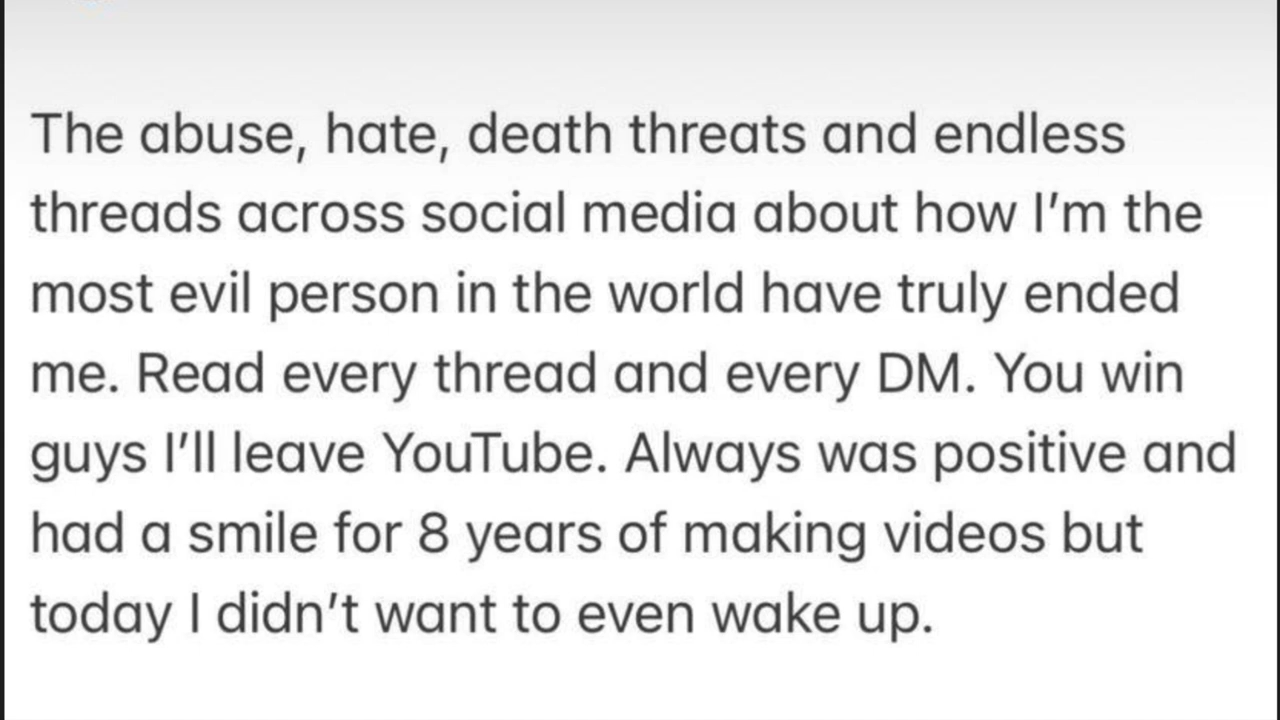 The abuse, hate, death threats and endless
threads across social media about how I’m the
most evil person in the world have truly ended
me. Read every thread and every DM. You win
guys I’ll leave YouTube. Always was positive and
had a smile for 8 years of making videos but
today I didn’t want to even wake up.